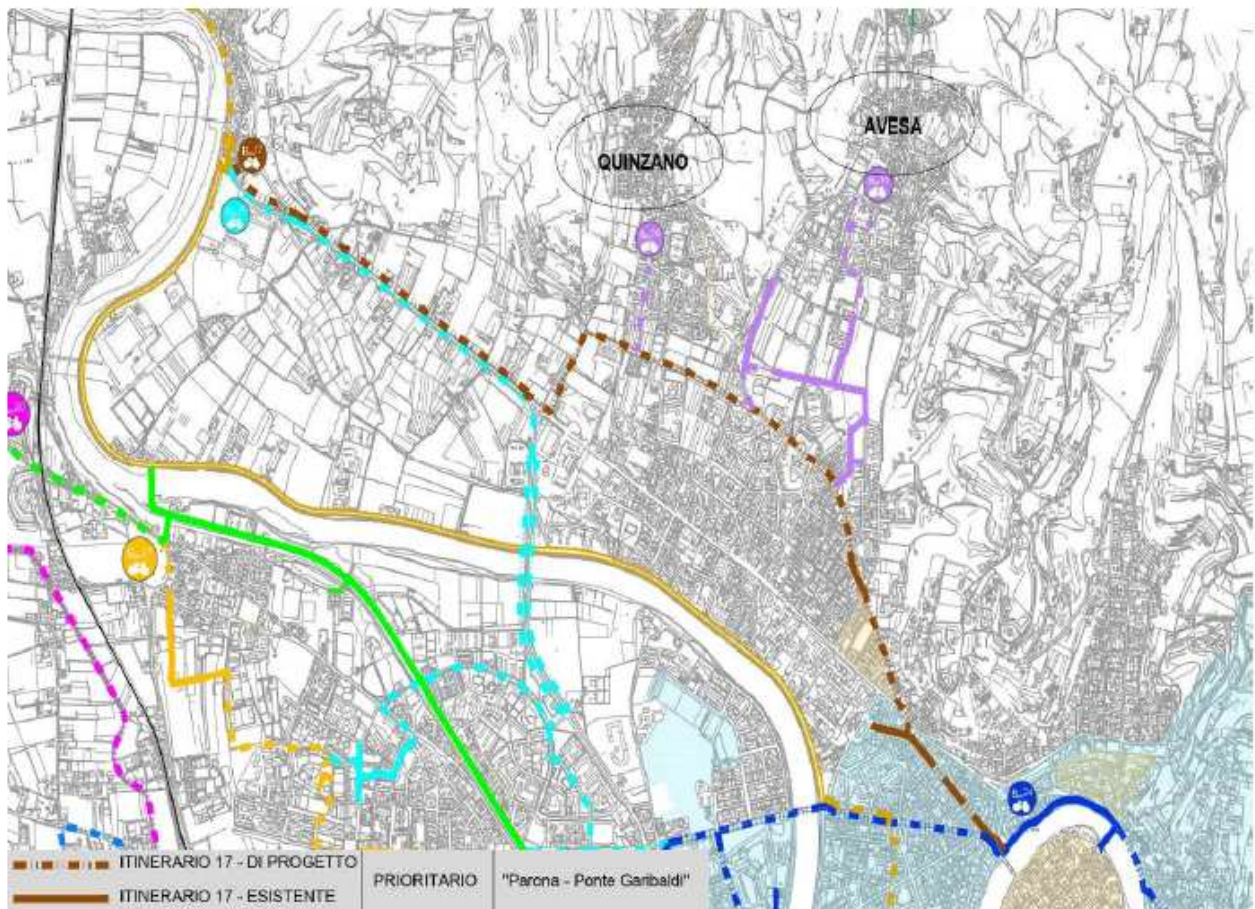 AVESA
QUINZANO
ITINERARIO 17 - DI PROGETTO
ITINERARIO 17 - ESISTENTE
PRIORITARIO
"Parona - Ponte Garibaldi"